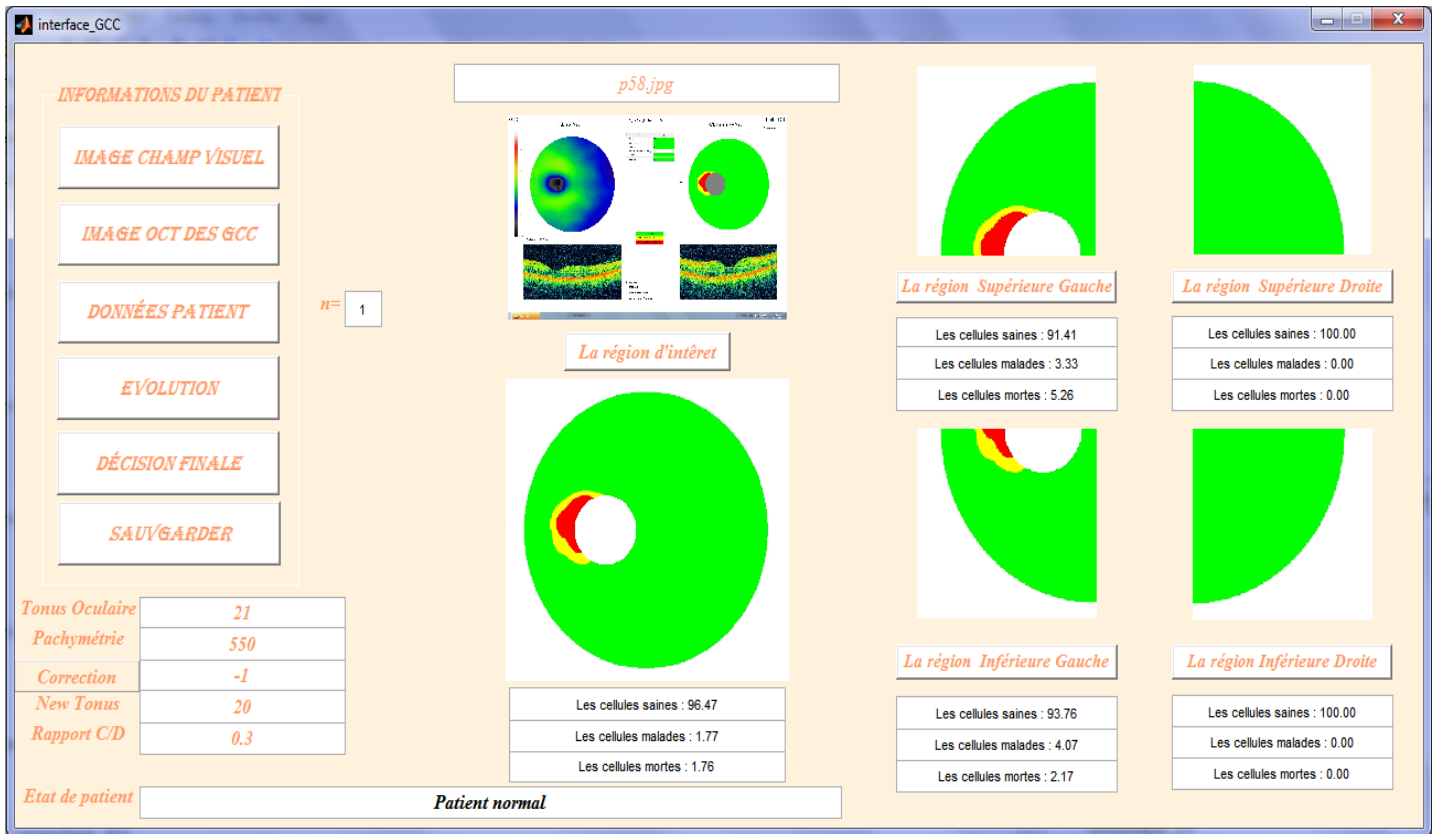 interface_GCC
INFORMATIONS DU PATIENT
IMAGE CHAMP VISUEL
IMAGE OCT DES GCC
DONNÉES PATIENT
n= 1
EVOLUTION
DÉCISION FINALE
SAUVGARDER
Tonus Oculaire 21
Pachymétrie 550
Correction -1
New Tonus 20
Rapport C/D 0.3
Etat de patient Patient normal
p58.jpg
La région d'intêret
Les cellules saines : 96.47
Les cellules malades : 1.77
Les cellules mortes : 1.76
La région Supérieure Gauche
Les cellules saines : 91.41
Les cellules malades : 3.33
Les cellules mortes : 5.26
La région Supérieure Droite
Les cellules saines : 100.00
Les cellules malades : 0.00
Les cellules mortes : 0.00
La région Inférieure Gauche
Les cellules saines : 93.76
Les cellules malades : 4.07
Les cellules mortes : 2.17
La région Inférieure Droite
Les cellules saines : 100.00
Les cellules malades : 0.00
Les cellules mortes : 0.00